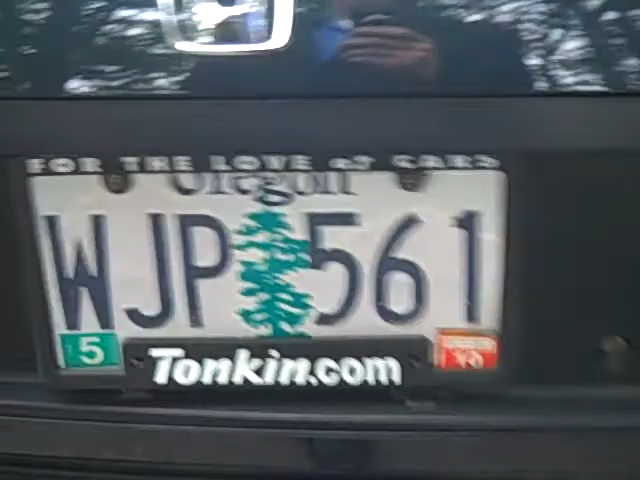 FOR THE LOVE OF CARS
Oregon
WJP 561
5
Tonkin.com